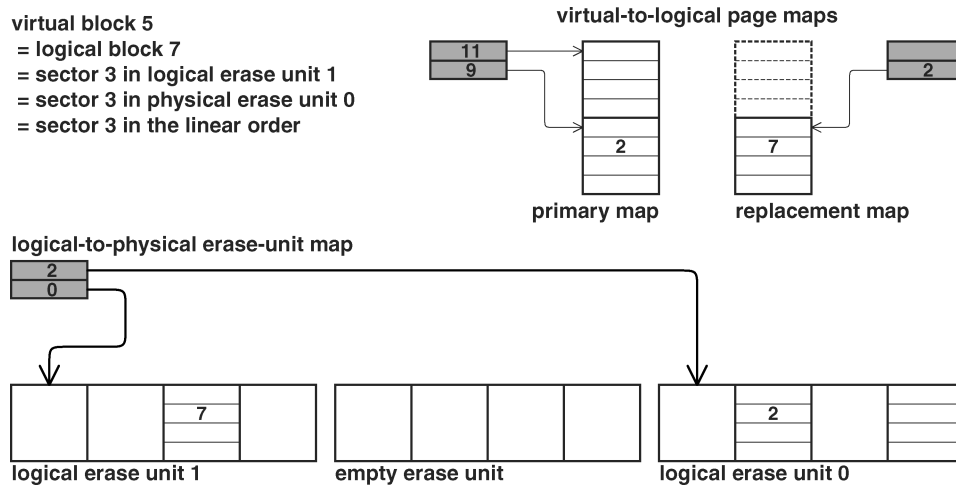 virtual block 5
= logical block 7
= sector 3 in logical erase unit 1
= sector 3 in physical erase unit 0
= sector 3 in the linear order
virtual-to-logical page maps
11
9
2
2
7
primary map
replacement map
logical-to-physical erase-unit map
2
0
7
2
logical erase unit 1
empty erase unit
logical erase unit 0